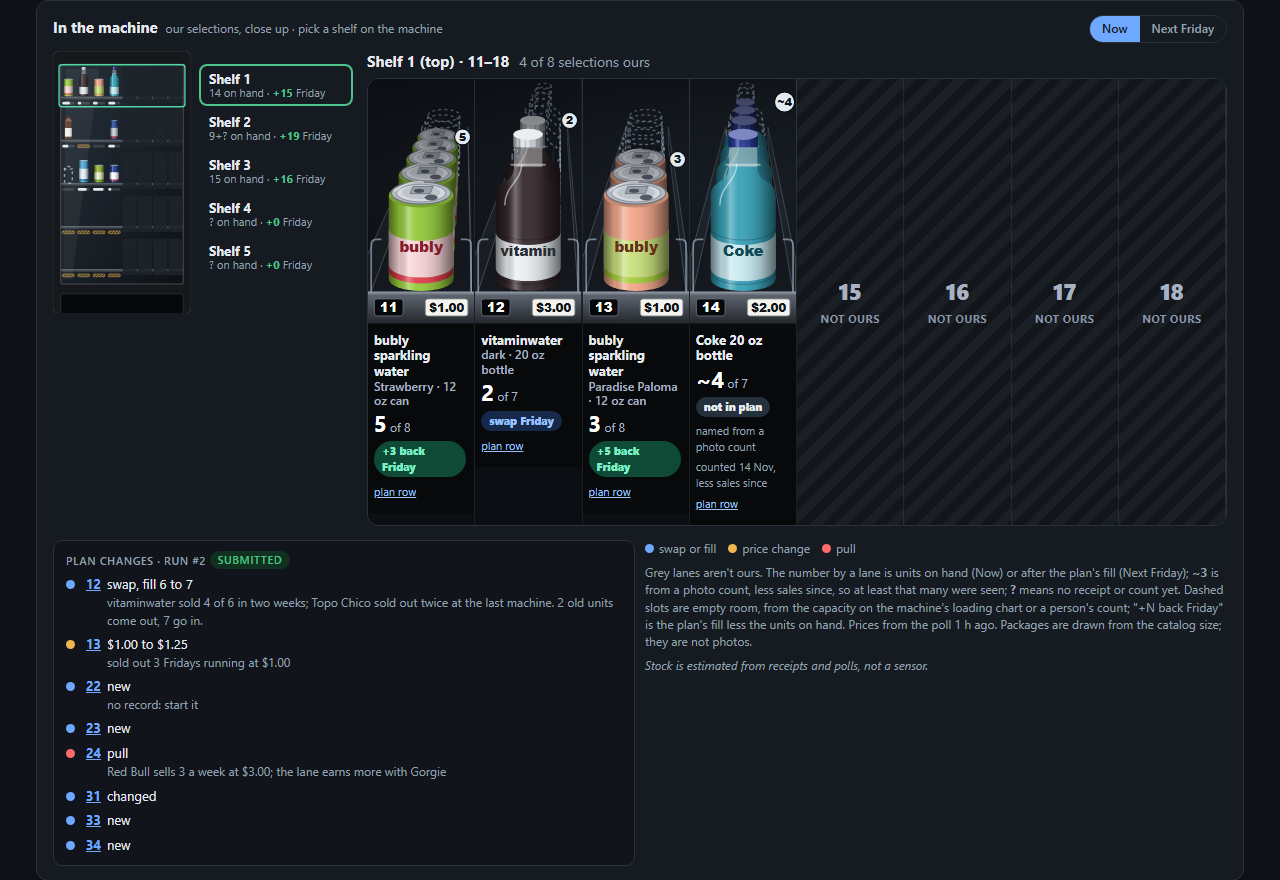 In the machine our selections, close up · pick a shelf on the machine
Now Next Friday
Shelf 1
14 on hand · +15 Friday
Shelf 2
9+? on hand · +19 Friday
Shelf 3
15 on hand · +16 Friday
Shelf 4
? on hand · +0 Friday
Shelf 5
? on hand · +0 Friday
Shelf 1 (top) · 11–18 4 of 8 selections ours
5
2
3
~4
bubly
vitamin
bubly
Coke
11 $1.00
12 $3.00
13 $1.00
14 $2.00
bubly
sparkling
water
Strawberry · 12
oz can
5 of 8
+3 back
Friday
plan row
vitaminwater
dark · 20 oz
bottle
2 of 7
swap Friday
plan row
bubly
sparkling
water
Paradise Paloma
· 12 oz can
3 of 8
+5 back
Friday
plan row
Coke 20 oz
bottle
~4 of 7
not in plan
named from a
photo count
counted 14 Nov,
less sales since
plan row
15
NOT OURS
16
NOT OURS
17
NOT OURS
18
NOT OURS
PLAN CHANGES · RUN #2 SUBMITTED
12 swap, fill 6 to 7
vitaminwater sold 4 of 6 in two weeks; Topo Chico sold out twice at the last machine. 2 old units
come out, 7 go in.
13 $1.00 to $1.25
sold out 3 Fridays running at $1.00
22 new
no record: start it
23 new
24 pull
Red Bull sells 3 a week at $3.00; the lane earns more with Gorgie
31 changed
33 new
34 new
swap or fill price change pull
Grey lanes aren't ours. The number by a lane is units on hand (Now) or after the plan's fill (Next Friday); ~3 is
from a photo count, less sales since, so at least that many were seen; ? means no receipt or count yet. Dashed
slots are empty room, from the capacity on the machine's loading chart or a person's count; "+N back Friday"
is the plan's fill less the units on hand. Prices from the poll 1 h ago. Packages are drawn from the catalog size;
they are not photos.
Stock is estimated from receipts and polls, not a sensor.